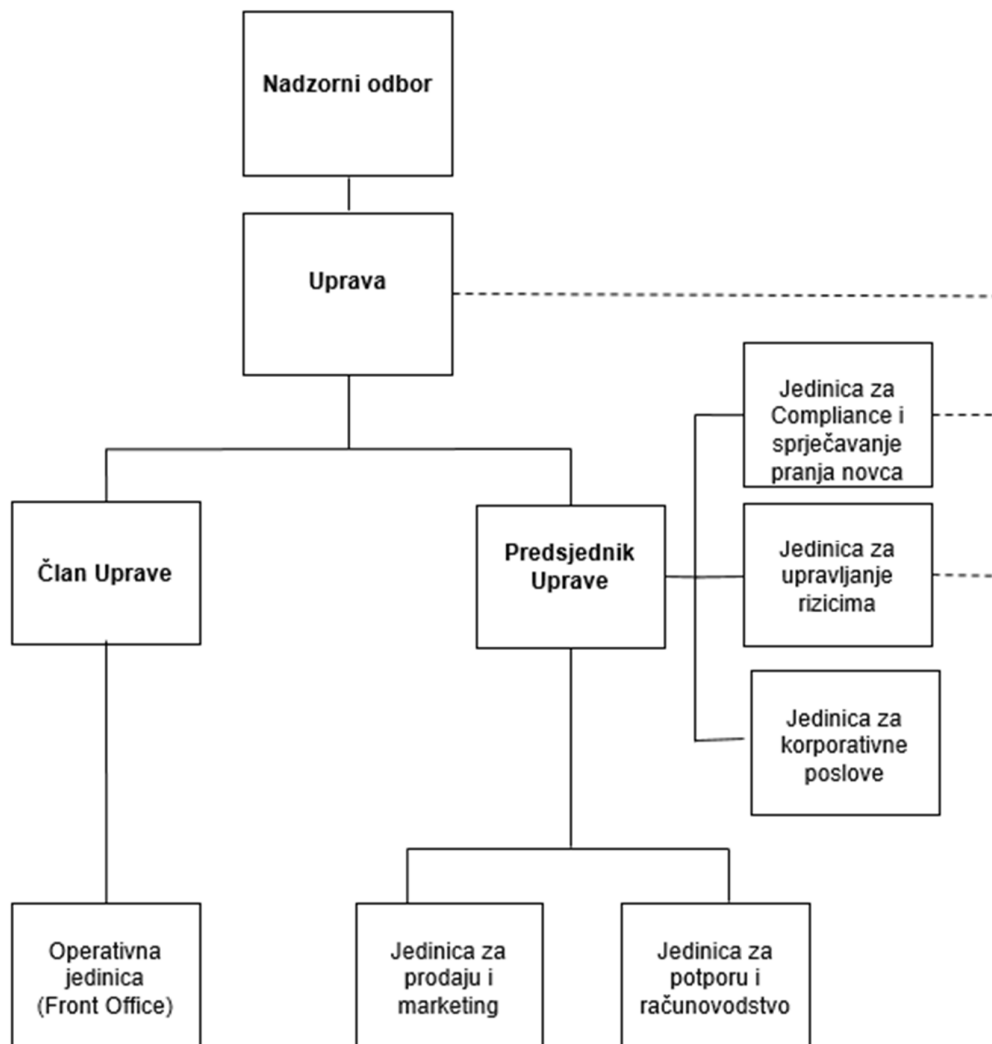 Nadzorni odbor
Uprava
Jedinica za
Compliance i
sprječavanje
pranja novca
Član Uprave
Predsjednik
Uprave
Jedinica za
upravljanje
rizicima
Jedinica za
korporativne
poslove
Operativna
jedinica
(Front Office)
Jedinica za
prodaju i
marketing
Jedinica za
potporu i
računovodstvo